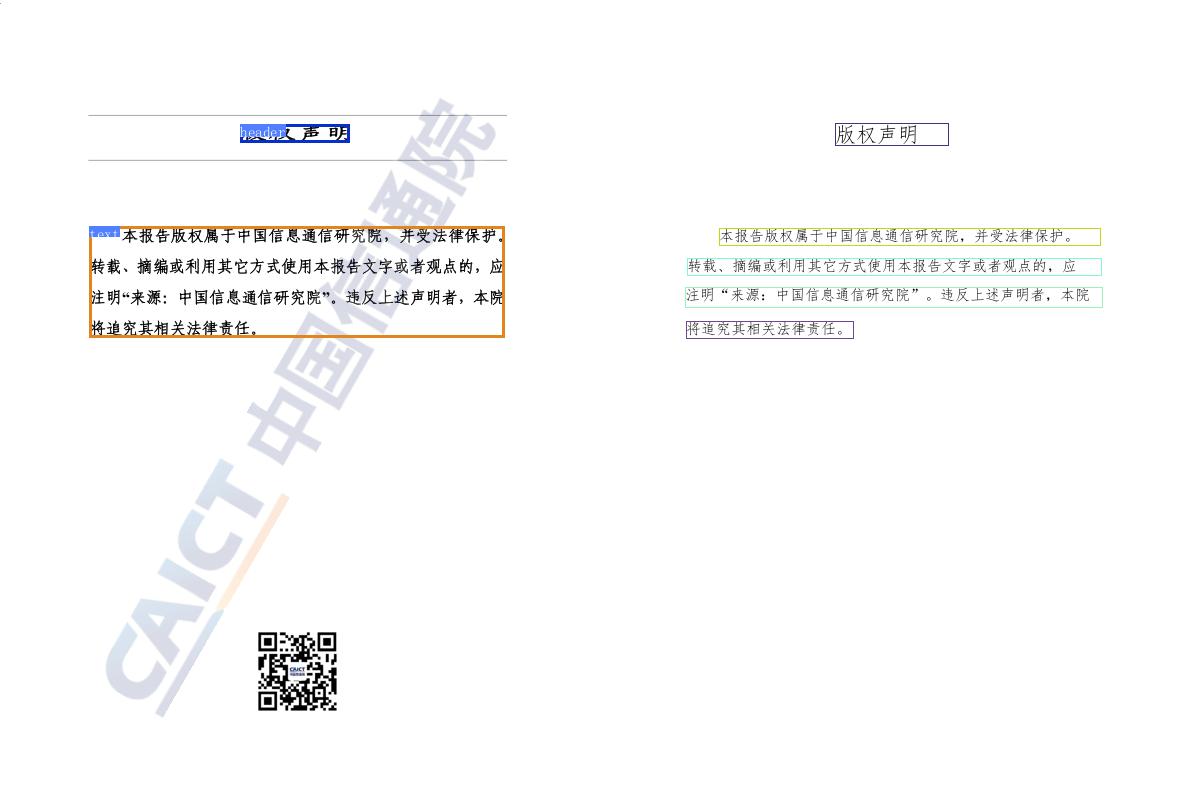 header
版权声明
text 本报告版权属于中国信息通信研究院，并受法律保护。
转载、摘编或利用其它方式使用本报告文字或者观点的，应
注明“来源：中国信息通信研究院”。违反上述声明者，本院
将追究其相关法律责任。
CAICT 中国信通院
CAICT
版权声明
本报告版权属于中国信息通信研究院，并受法律保护。
转载、摘编或利用其它方式使用本报告文字或者观点的，应
注明“来源：中国信息通信研究院”。违反上述声明者，本院
将追究其相关法律责任。